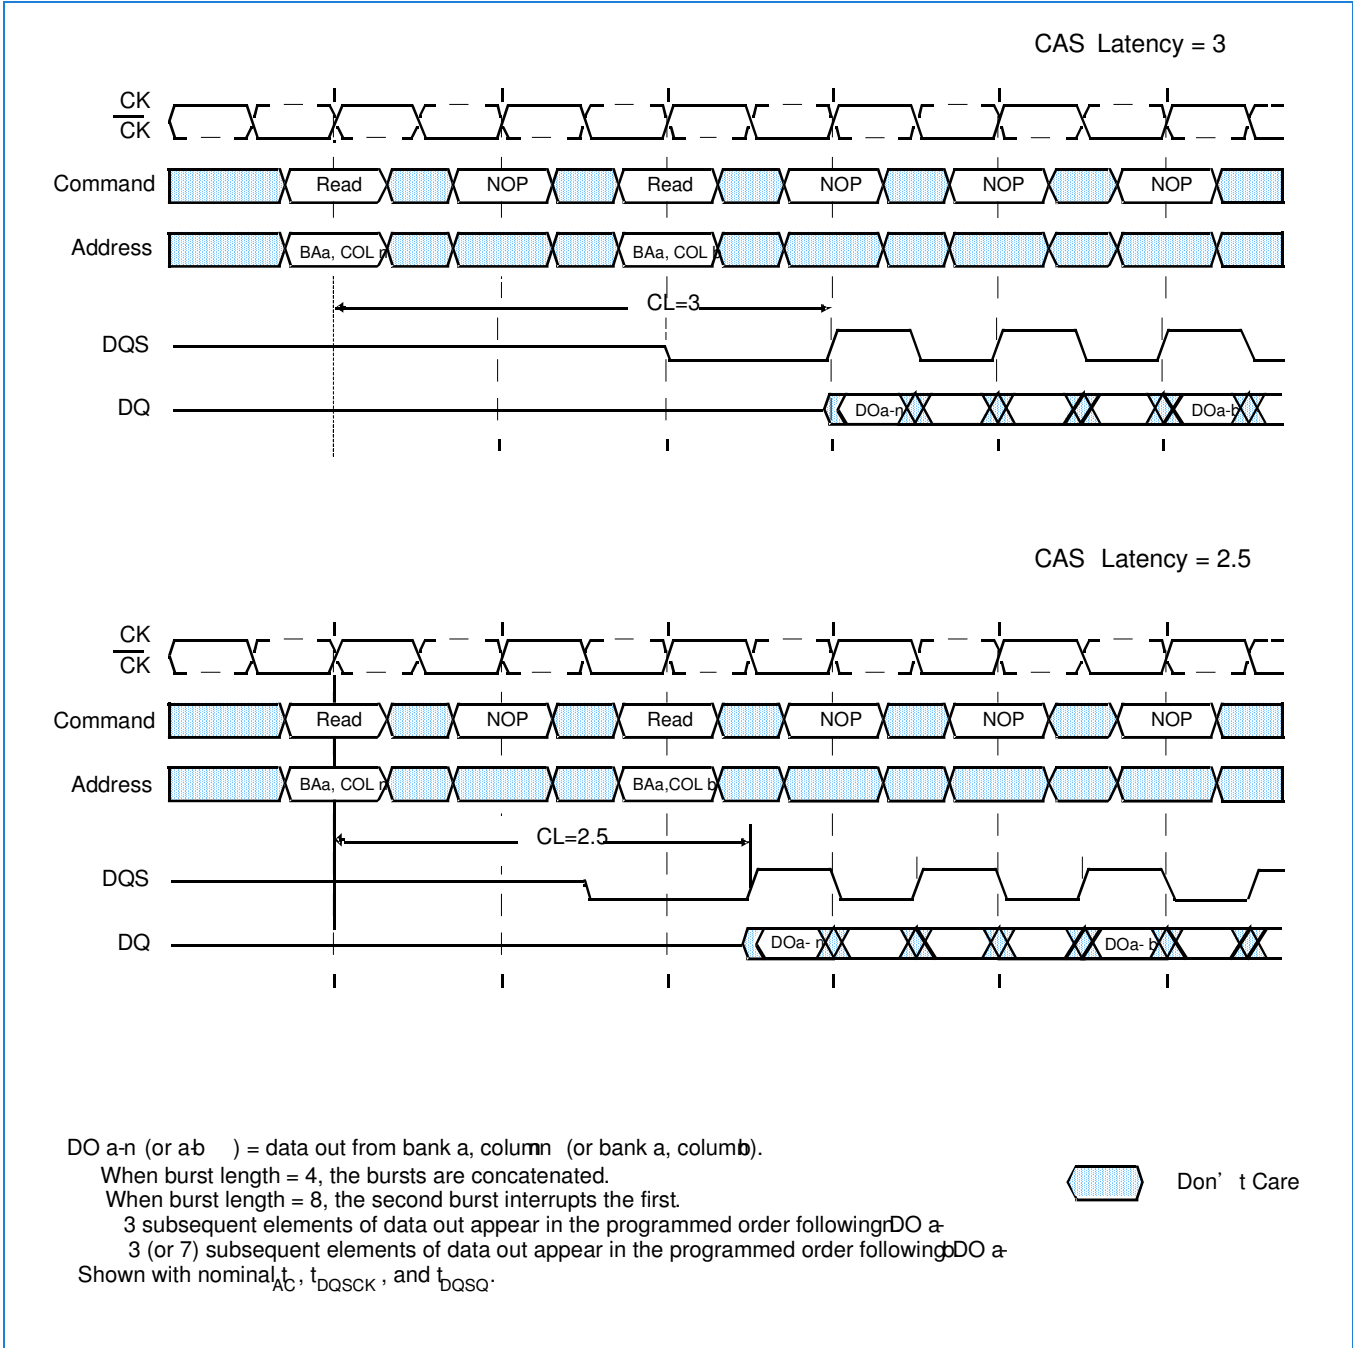 CAS Latency = 3
CK
CK
Command Read NOP Read NOP NOP NOP
Address BAa, COL n BAa, COL b
CL=3
DQS
DQ DOa-n DOa-b
CAS Latency = 2.5
CK
CK
Command Read NOP Read NOP NOP NOP
Address BAa, COL n BAa,COL b
CL=2.5
DQS
DQ DOa- n DOa- b
DO a-n (or a-b ) = data out from bank a, column n (or bank a, column b).
When burst length = 4, the bursts are concatenated.
When burst length = 8, the second burst interrupts the first.
3 subsequent elements of data out appear in the programmed order following DO a-n
3 (or 7) subsequent elements of data out appear in the programmed order following DO a-b
Shown with nominal tAC, tDQSCK, and tDQSQ.
Don't Care